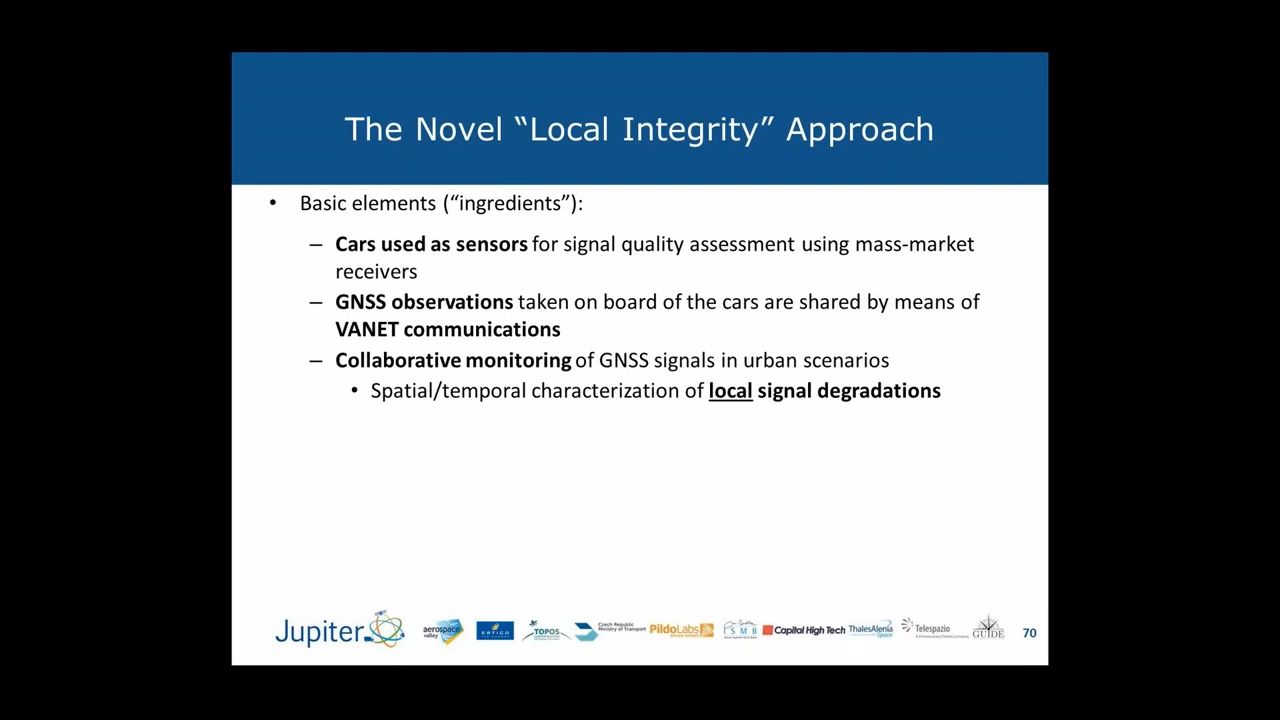 The Novel “Local Integrity” Approach
• Basic elements (“ingredients”):
– Cars used as sensors for signal quality assessment using mass-market
receivers
– GNSS observations taken on board of the cars are shared by means of
VANET communications
– Collaborative monitoring of GNSS signals in urban scenarios
• Spatial/temporal characterization of local signal degradations
Jupiter
aerospace
valley
ERTICO
TOPOS
Czech Republic
Ministry of Transport
PildoLabs
SMB
Capital High Tech
ThalesAlenia
Space
Telespazio
GUIDE
70